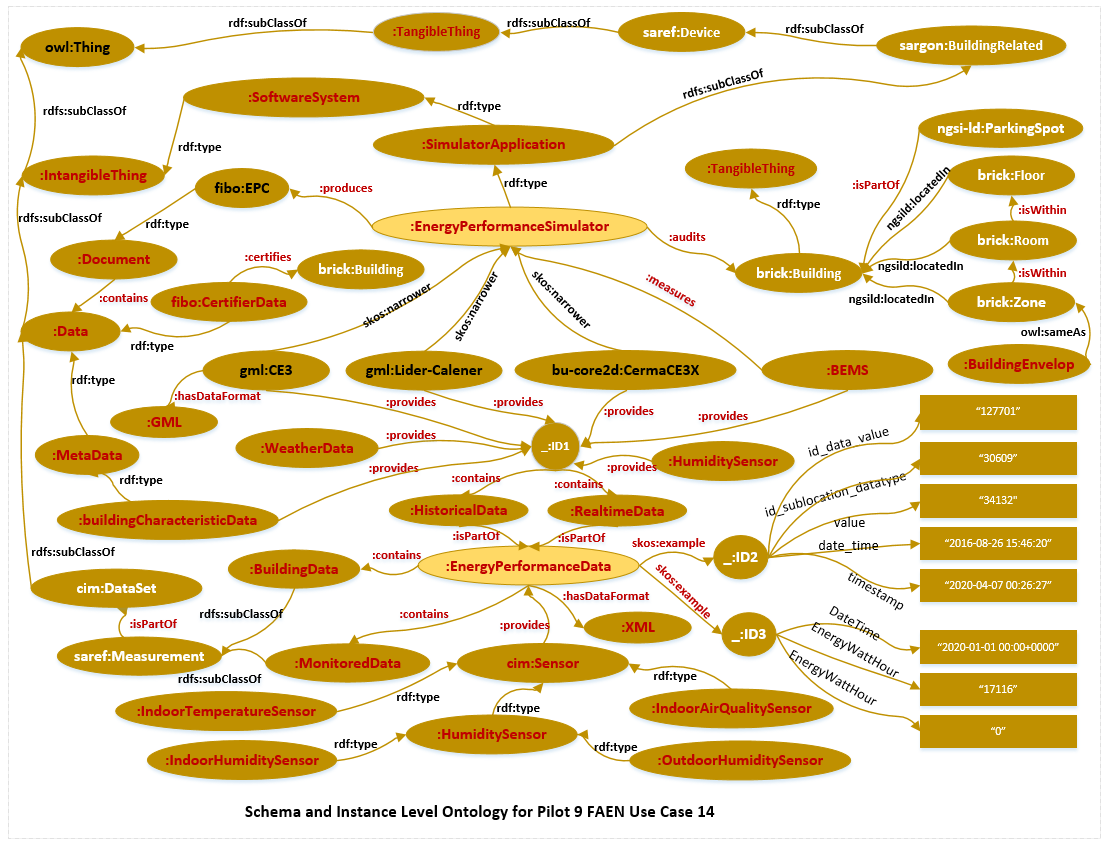 rdf:subClassOf
rdfs:subClassOf
rdf:subClassOf
owl:Thing
:TangibleThing
saref:Device
sargon:BuildingRelated
rdfs:subClassOf
:SoftwareSystem
rdf:type
rdfs:subClassOf
ngsi-ld:ParkingSpot
rdf:type
:SimulatorApplication
:TangibleThing
:IntangibleThing
fibo:EPC
:produces
rdf:type
:isPartOf
ngsild:locatedIn
brick:Floor
rdf:type
:isWithin
rdfs:subClassOf
rdf:type
:EnergyPerformanceSimulator
:audits
brick:Room
:Document
:certifies
brick:Building
brick:Building
ngsild:locatedIn
:isWithin
:contains
fibo:CertifierData
skos:narrower
skos:narrower
skos:narrower
:measures
ngsild:locatedIn
brick:Zone
:Data
rdf:type
owl:sameAs
rdf:type
gml:CE3
gml:Lider-Calener
bu-core2d:CermaCE3X
:BEMS
:BuildingEnvelop
:hasDataFormat
:provides
:provides
:provides
:provides
:GML
"127701"
:WeatherData
:provides
_:ID1
id_data_value
:MetaData
:provides
:provides
:HumiditySensor
"30609"
rdf:type
:contains
:contains
id_sublocation_datatype
"34132"
:buildingCharacteristicData
:HistoricalData
:RealtimeData
value
:isPartOf
:isPartOf
skos:example
date_time
"2016-08-26 15:46:20"
rdfs:subClassOf
:BuildingData
:contains
:EnergyPerformanceData
_:ID2
cim:DataSet
skos:example
timestamp
"2020-04-07 00:26:27"
:hasDataFormat
rdfs:subClassOf
:contains
:provides
:XML
_:ID3
DateTime
:isPartOf
EnergyWattHour
"2020-01-01 00:00+0000"
saref:Measurement
:MonitoredData
cim:Sensor
EnergyWattHour
rdfs:subClassOf
rdf:type
rdf:type
"17116"
:IndoorTemperatureSensor
rdf:type
:IndoorAirQualitySensor
:HumiditySensor
"0"
rdf:type
rdf:type
:IndoorHumiditySensor
:OutdoorHumiditySensor
Schema and Instance Level Ontology for Pilot 9 FAEN Use Case 14